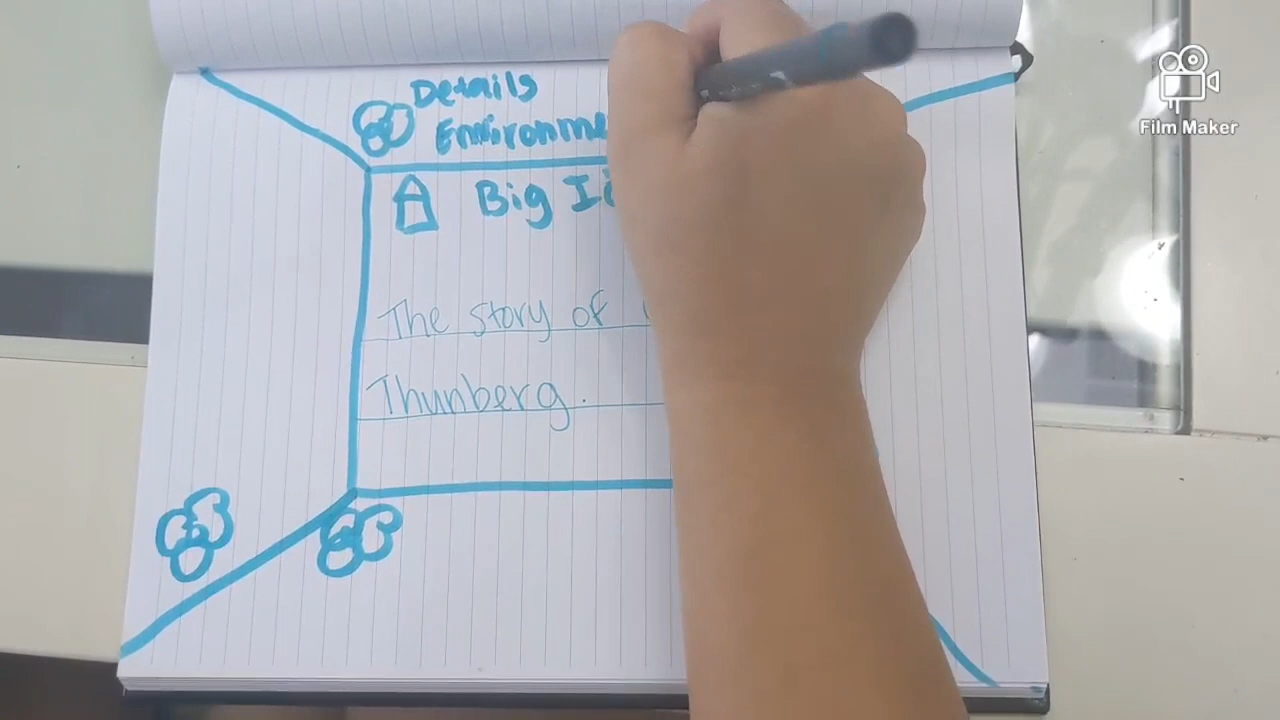 Details
Big
The story of
Thunberg.
Film Maker